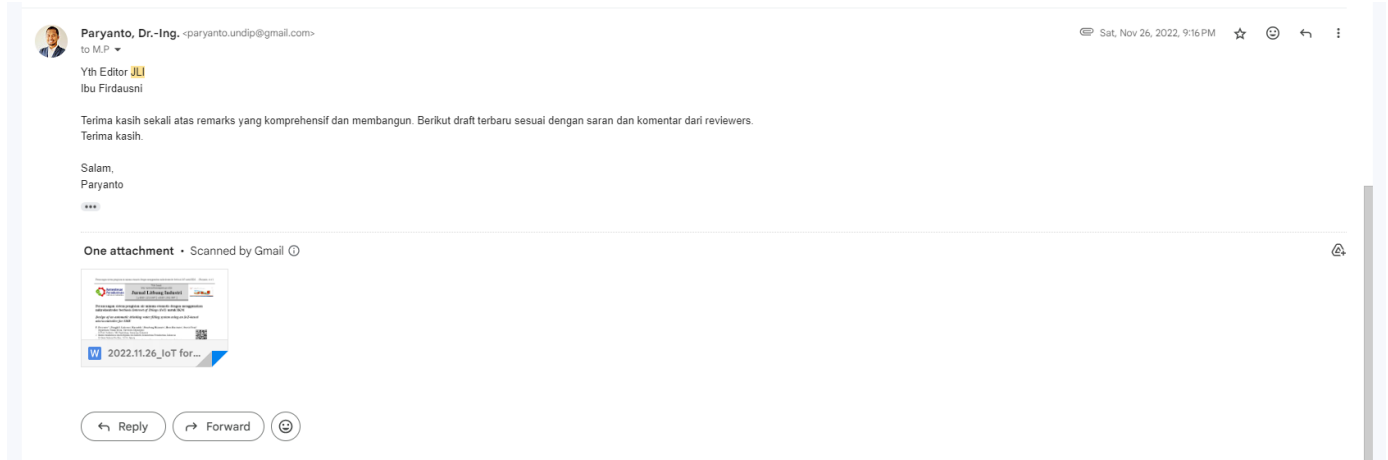 Paryanto, Dr.-Ing. <paryanto.undip@gmail.com>
Sat, Nov 26, 2022, 9:16 PM
to M.P
Yth Editor JLI
Ibu Firdausni
Terima kasih sekali atas remarks yang komprehensif dan membangun. Berikut draft terbaru sesuai dengan saran dan komentar dari reviewers.
Terima kasih.
Salam,
Paryanto
One attachment • Scanned by Gmail
Jurnal Litbang Industri
W 2022.11.26_IoT for...
Reply
Forward